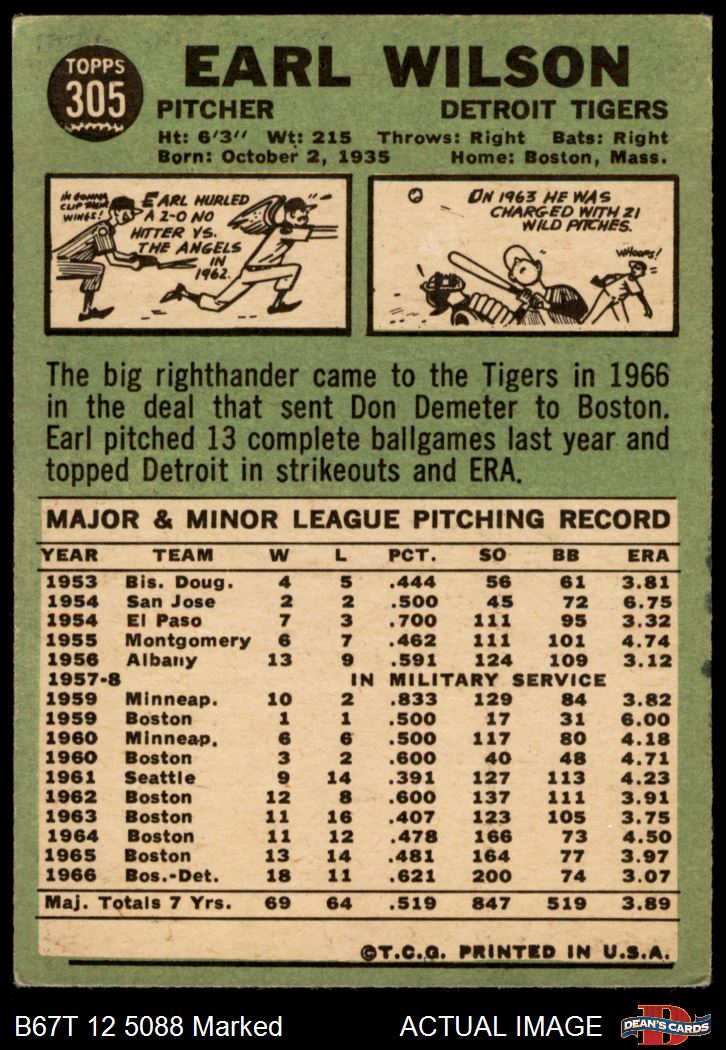 TOPPS
305
EARL WILSON
PITCHER DETROIT TIGERS
Ht: 6'3" Wt: 215 Throws: Right Bats: Right
Born: October 2, 1935 Home: Boston, Mass.
I'M GONNA
CLIP THEM
WINGS!
EARL HURLED
A 2-0 NO
HITTER VS.
THE ANGELS
IN
1962.
IN 1963 HE WAS
CHARGED WITH 21
WILD PITCHES.
WHOOPS!
The big righthander came to the Tigers in 1966
in the deal that sent Don Demeter to Boston.
Earl pitched 13 complete ballgames last year and
topped Detroit in strikeouts and ERA.
MAJOR & MINOR LEAGUE PITCHING RECORD
YEAR TEAM W L PCT. SO BB ERA
1953 Bis. Doug. 4 5 .444 56 61 3.81
1954 San Jose 2 2 .500 45 72 6.75
1954 El Paso 7 3 .700 111 95 3.32
1955 Montgomery 6 7 .462 111 101 4.74
1956 Albany 13 9 .591 124 109 3.12
1957-8 IN MILITARY SERVICE
1959 Minneap. 10 2 .833 129 84 3.82
1959 Boston 1 1 .500 17 31 6.00
1960 Minneap. 6 6 .500 117 80 4.18
1960 Boston 3 2 .600 40 48 4.71
1961 Seattle 9 14 .391 127 113 4.23
1962 Boston 12 8 .600 137 111 3.91
1963 Boston 11 16 .407 123 105 3.75
1964 Boston 11 12 .478 166 73 4.50
1965 Boston 13 14 .481 164 77 3.97
1966 Bos.-Det. 18 11 .621 200 74 3.07
Maj. Totals 7 Yrs. 69 64 .519 847 519 3.89
©T.C.G. PRINTED IN U.S.A.
B67T 12 5088 Marked ACTUAL IMAGE
DEAN'S CARDS